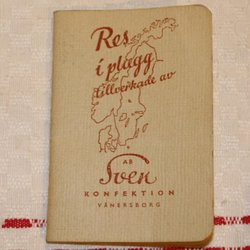 Res
i plagg
tillverkade av
AB
Sven
KONFEKTION
VÄNERSBORG